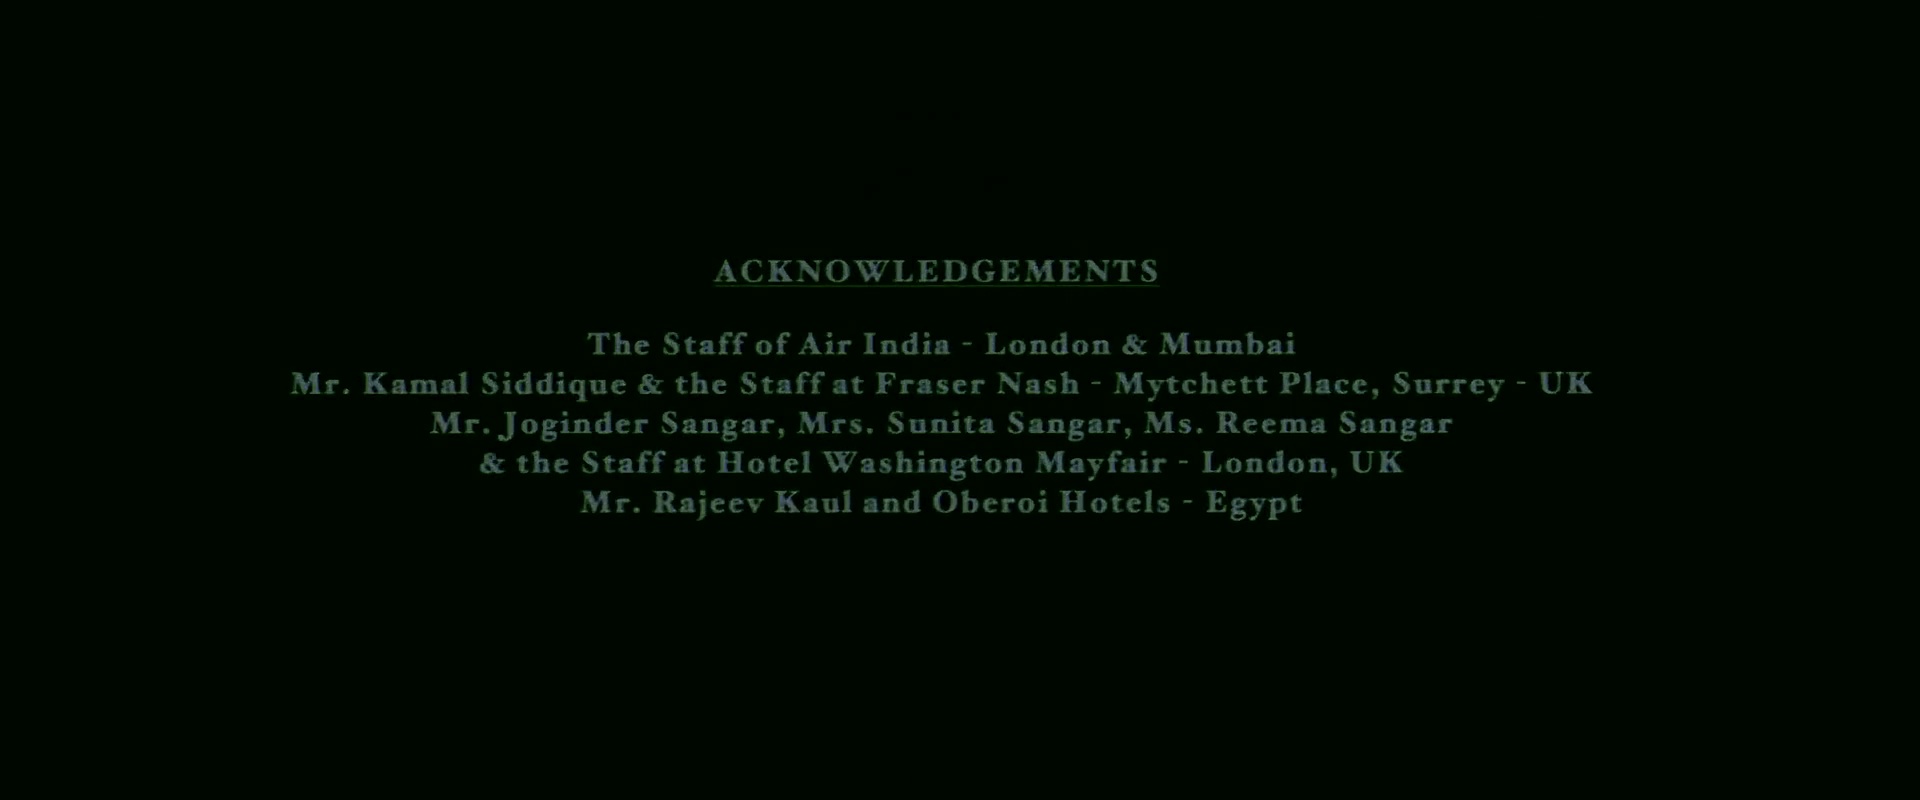 ACKNOWLEDGEMENTS
The Staff of Air India - London & Mumbai
Mr. Kamal Siddique & the Staff at Fraser Nash - Mytchett Place, Surrey - UK
Mr. Joginder Sangar, Mrs. Sunita Sangar, Ms. Reema Sangar
& the Staff at Hotel Washington Mayfair - London, UK
Mr. Rajeev Kaul and Oberoi Hotels - Egypt